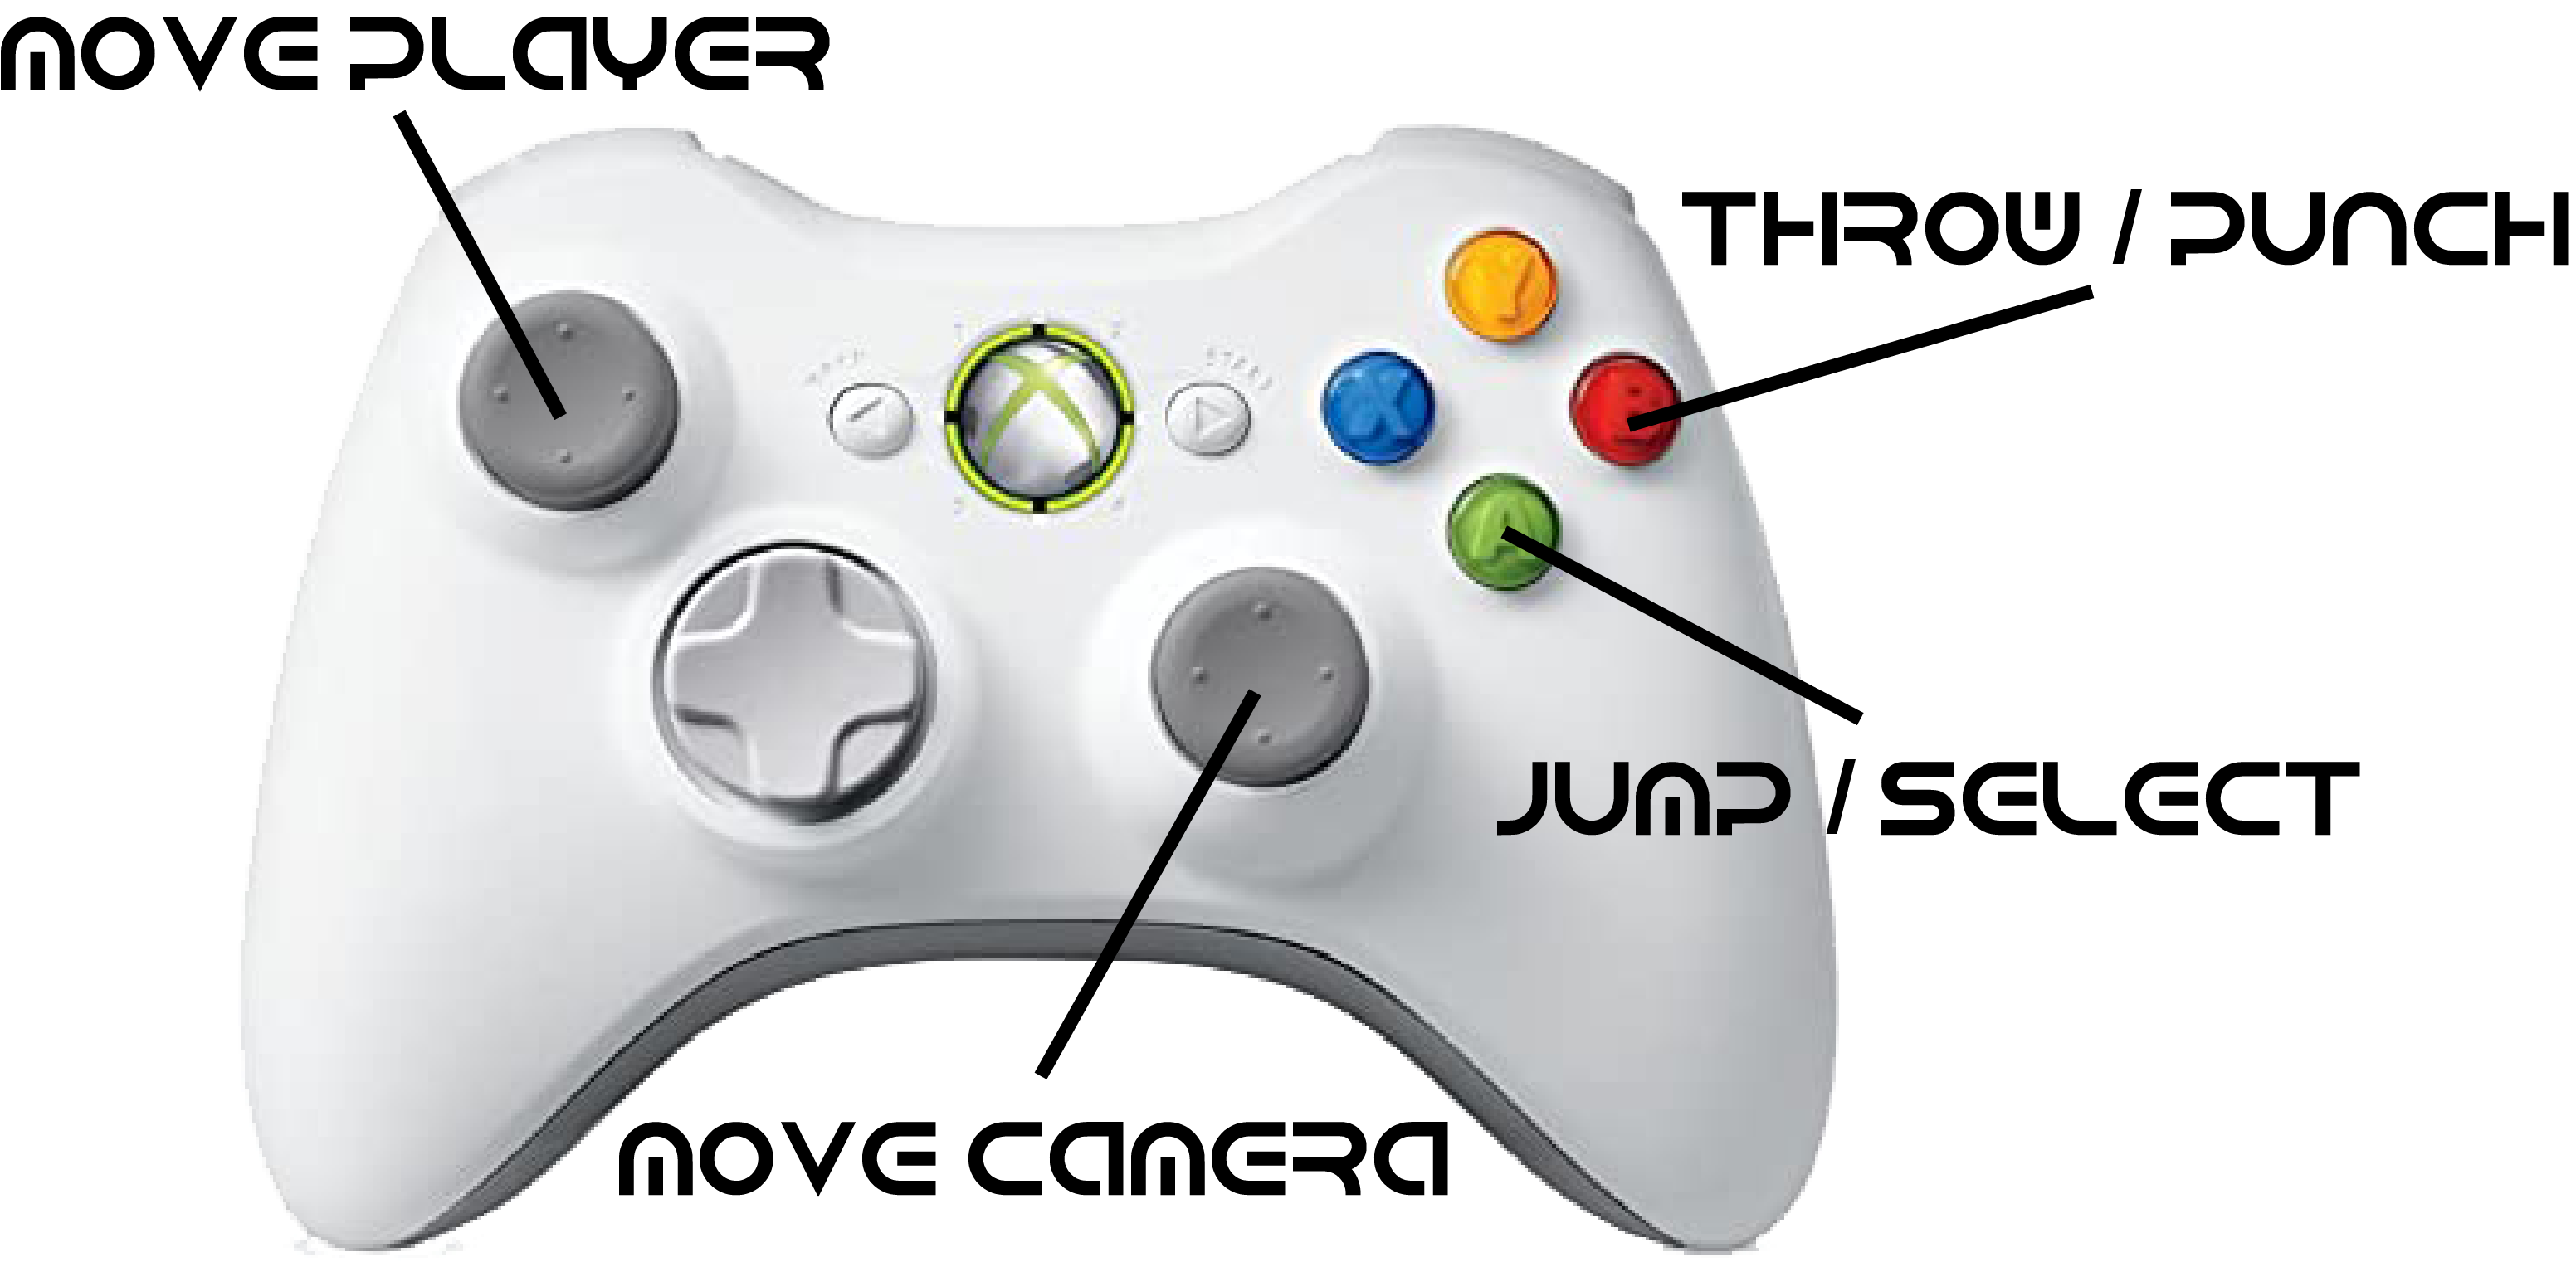 MOVE PLAYER
THROW / PUNCH
Y
X
A
JUMP / SELECT
MOVE CAMERA